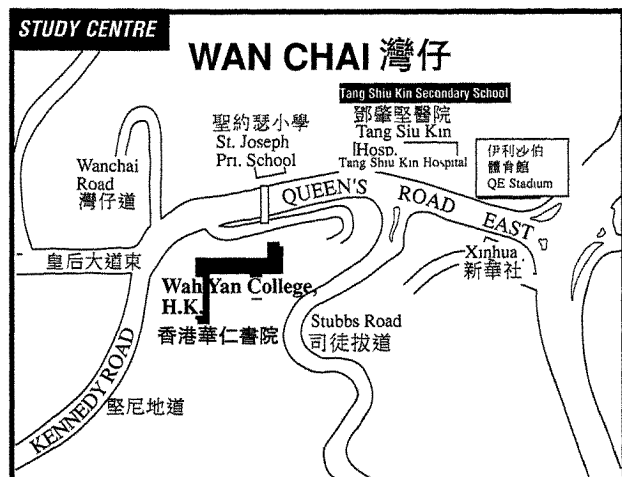 STUDY CENTRE
WAN CHAI 灣仔
Tang Shiu Kin Secondary School
鄧肇堅醫院
Tang Siu Kin
Hosp.
Tang Shiu Kin Hospital
聖約瑟小學
St. Joseph
Pri. School
伊利沙伯
體育館
QE Stadium
Wanchai
Road
灣仔道
QUEEN'S ROAD EAST
皇后大道東
Xinhua
新華社
Wah Yan College,
H.K.
香港華仁書院
Stubbs Road
司徒拔道
KENNEDY ROAD
堅尼地道